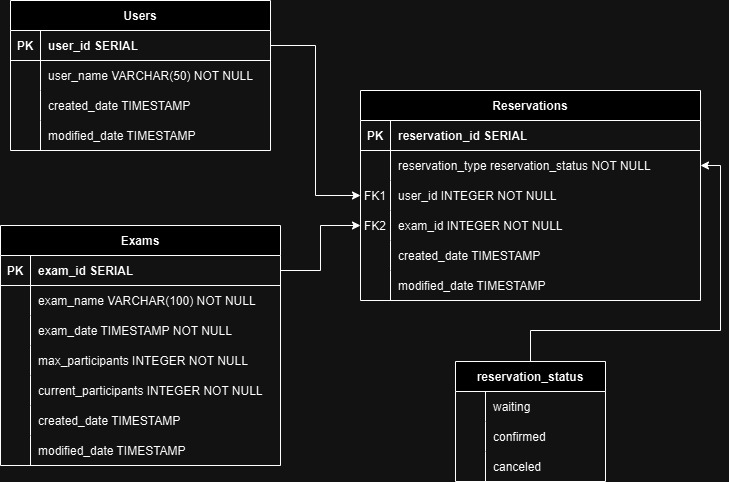 Users
PK user_id SERIAL
user_name VARCHAR(50) NOT NULL
created_date TIMESTAMP
modified_date TIMESTAMP
Reservations
PK reservation_id SERIAL
reservation_type reservation_status NOT NULL
FK1 user_id INTEGER NOT NULL
FK2 exam_id INTEGER NOT NULL
created_date TIMESTAMP
modified_date TIMESTAMP
Exams
PK exam_id SERIAL
exam_name VARCHAR(100) NOT NULL
exam_date TIMESTAMP NOT NULL
max_participants INTEGER NOT NULL
current_participants INTEGER NOT NULL
created_date TIMESTAMP
modified_date TIMESTAMP
reservation_status
waiting
confirmed
canceled